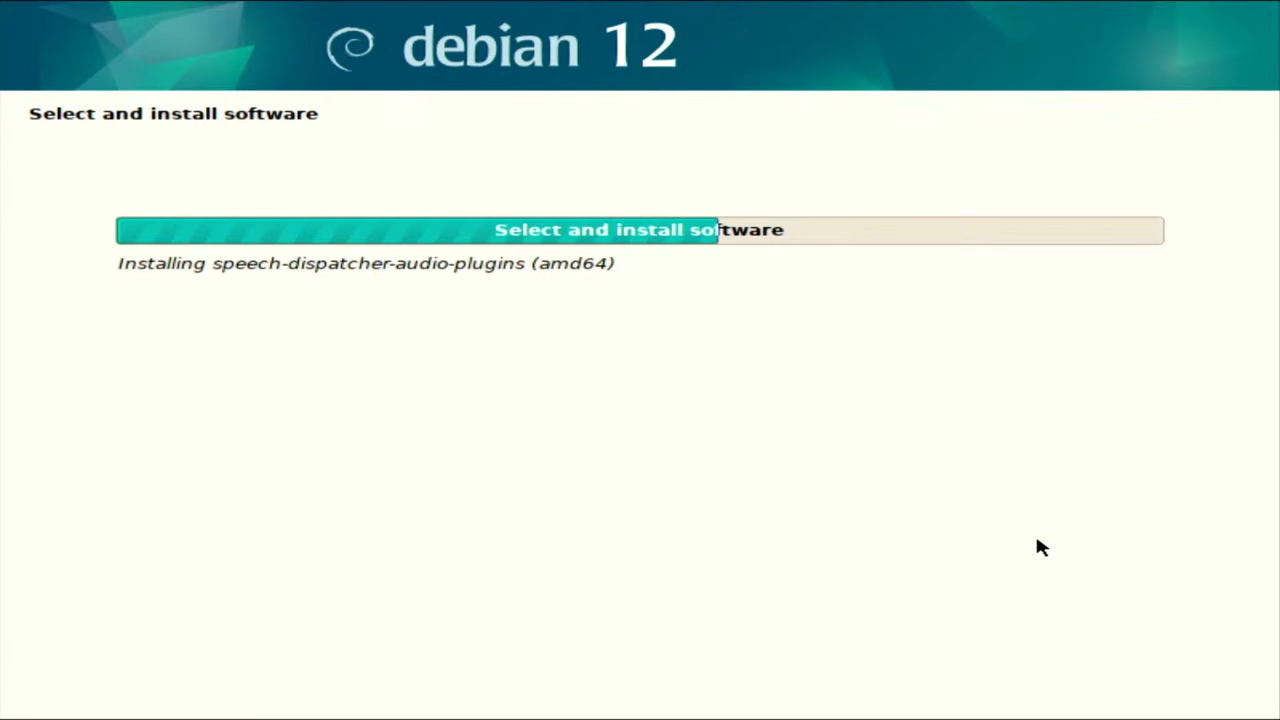 debian 12
Select and install software
Select and install software
Installing speech-dispatcher-audio-plugins (amd64)